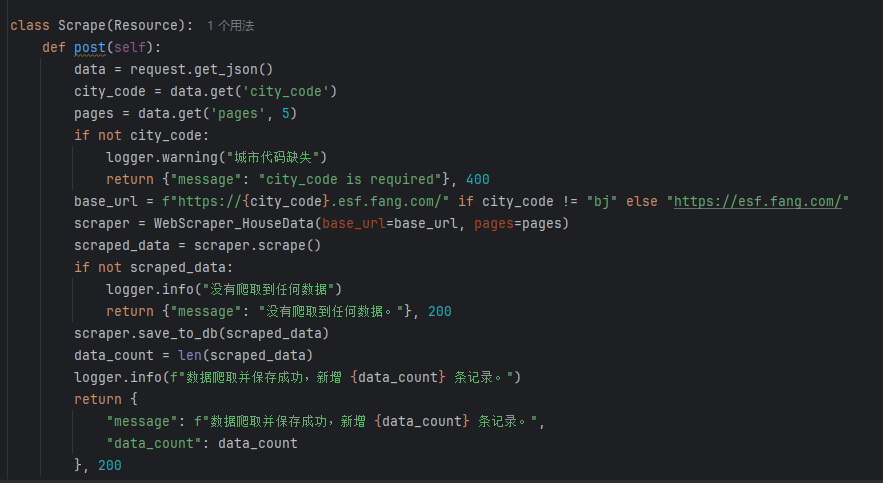 class Scrape(Resource): 1 个用法
    def post(self):
        data = request.get_json()
        city_code = data.get('city_code')
        pages = data.get('pages', 5)
        if not city_code:
            logger.warning("城市代码缺失")
            return {"message": "city_code is required"}, 400
        base_url = f"https://{city_code}.esf.fang.com/" if city_code != "bj" else "https://esf.fang.com/"
        scraper = WebScraper_HouseData(base_url=base_url, pages=pages)
        scraped_data = scraper.scrape()
        if not scraped_data:
            logger.info("没有爬取到任何数据")
            return {"message": "没有爬取到任何数据。"}, 200
        scraper.save_to_db(scraped_data)
        data_count = len(scraped_data)
        logger.info(f"数据爬取并保存成功，新增 {data_count} 条记录。")
        return {
            "message": f"数据爬取并保存成功，新增 {data_count} 条记录。",
            "data_count": data_count
        }, 200